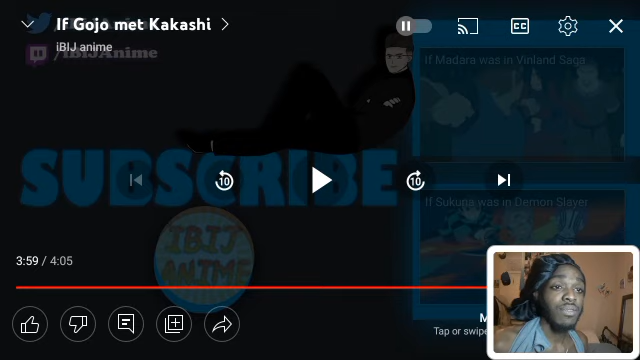 If Gojo met Kakashi
iBIJ anime
/iBIJAnime
If Madara was in Vinland Saga
SUBSCRIBE
10
10
If Sukuna was in Demon Slayer
IBIJ
ANIME
3:59 / 4:05
M
Tap or swipe